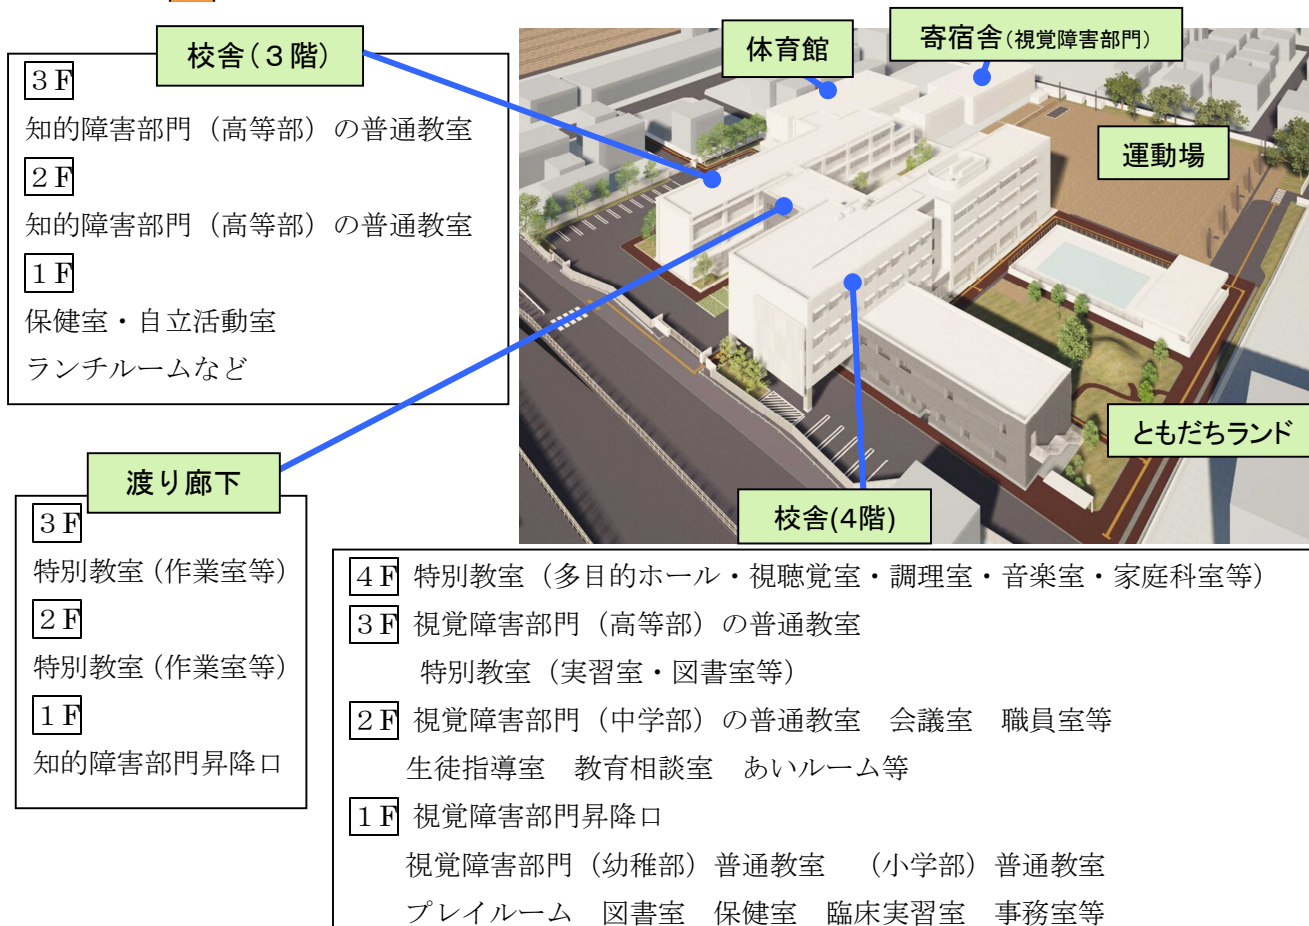 校舎(３階)
３F
知的障害部門（高等部）の普通教室
２F
知的障害部門（高等部）の普通教室
１F
保健室・自立活動室
ランチルームなど
体育館
寄宿舎(視覚障害部門)
運動場
ともだちランド
校舎(4階)
渡り廊下
３F
特別教室（作業室等）
２F
特別教室（作業室等）
１F
知的障害部門昇降口
４F 特別教室（多目的ホール・視聴覚室・調理室・音楽室・家庭科室等）
３F 視覚障害部門（高等部）の普通教室
特別教室（実習室・図書室等）
２F 視覚障害部門（中学部）の普通教室　会議室　職員室等
生徒指導室　教育相談室　あいルーム等
１F 視覚障害部門昇降口
視覚障害部門（幼稚部）普通教室　（小学部）普通教室
プレイルーム　図書室　保健室　臨床実習室　事務室等